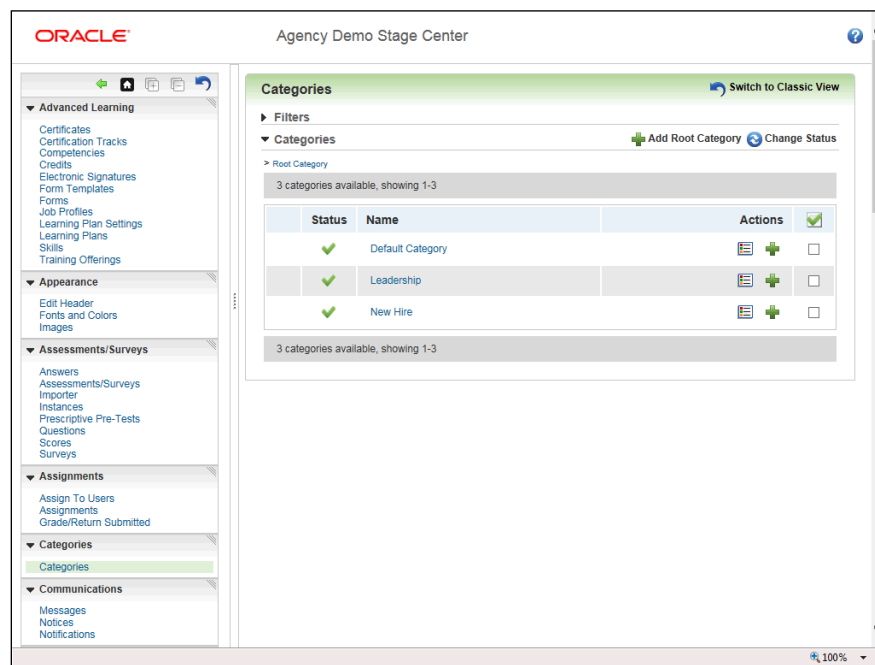 ORACLE
Agency Demo Stage Center
Advanced Learning
Certificates
Certification Tracks
Competencies
Credits
Electronic Signatures
Form Templates
Forms
Job Profiles
Learning Plan Settings
Learning Plans
Skills
Training Offerings
Appearance
Edit Header
Fonts and Colors
Images
Assessments/Surveys
Answers
Assessments/Surveys
Importer
Instances
Prescriptive Pre-Tests
Questions
Scores
Surveys
Assignments
Assign To Users
Assignments
Grade/Return Submitted
Categories
Categories
Communications
Messages
Notices
Notifications
Categories Switch to Classic View
Filters
Categories Add Root Category Change Status
> Root Category
3 categories available, showing 1-3
Status Name Actions
Default Category
Leadership
New Hire
3 categories available, showing 1-3
100%